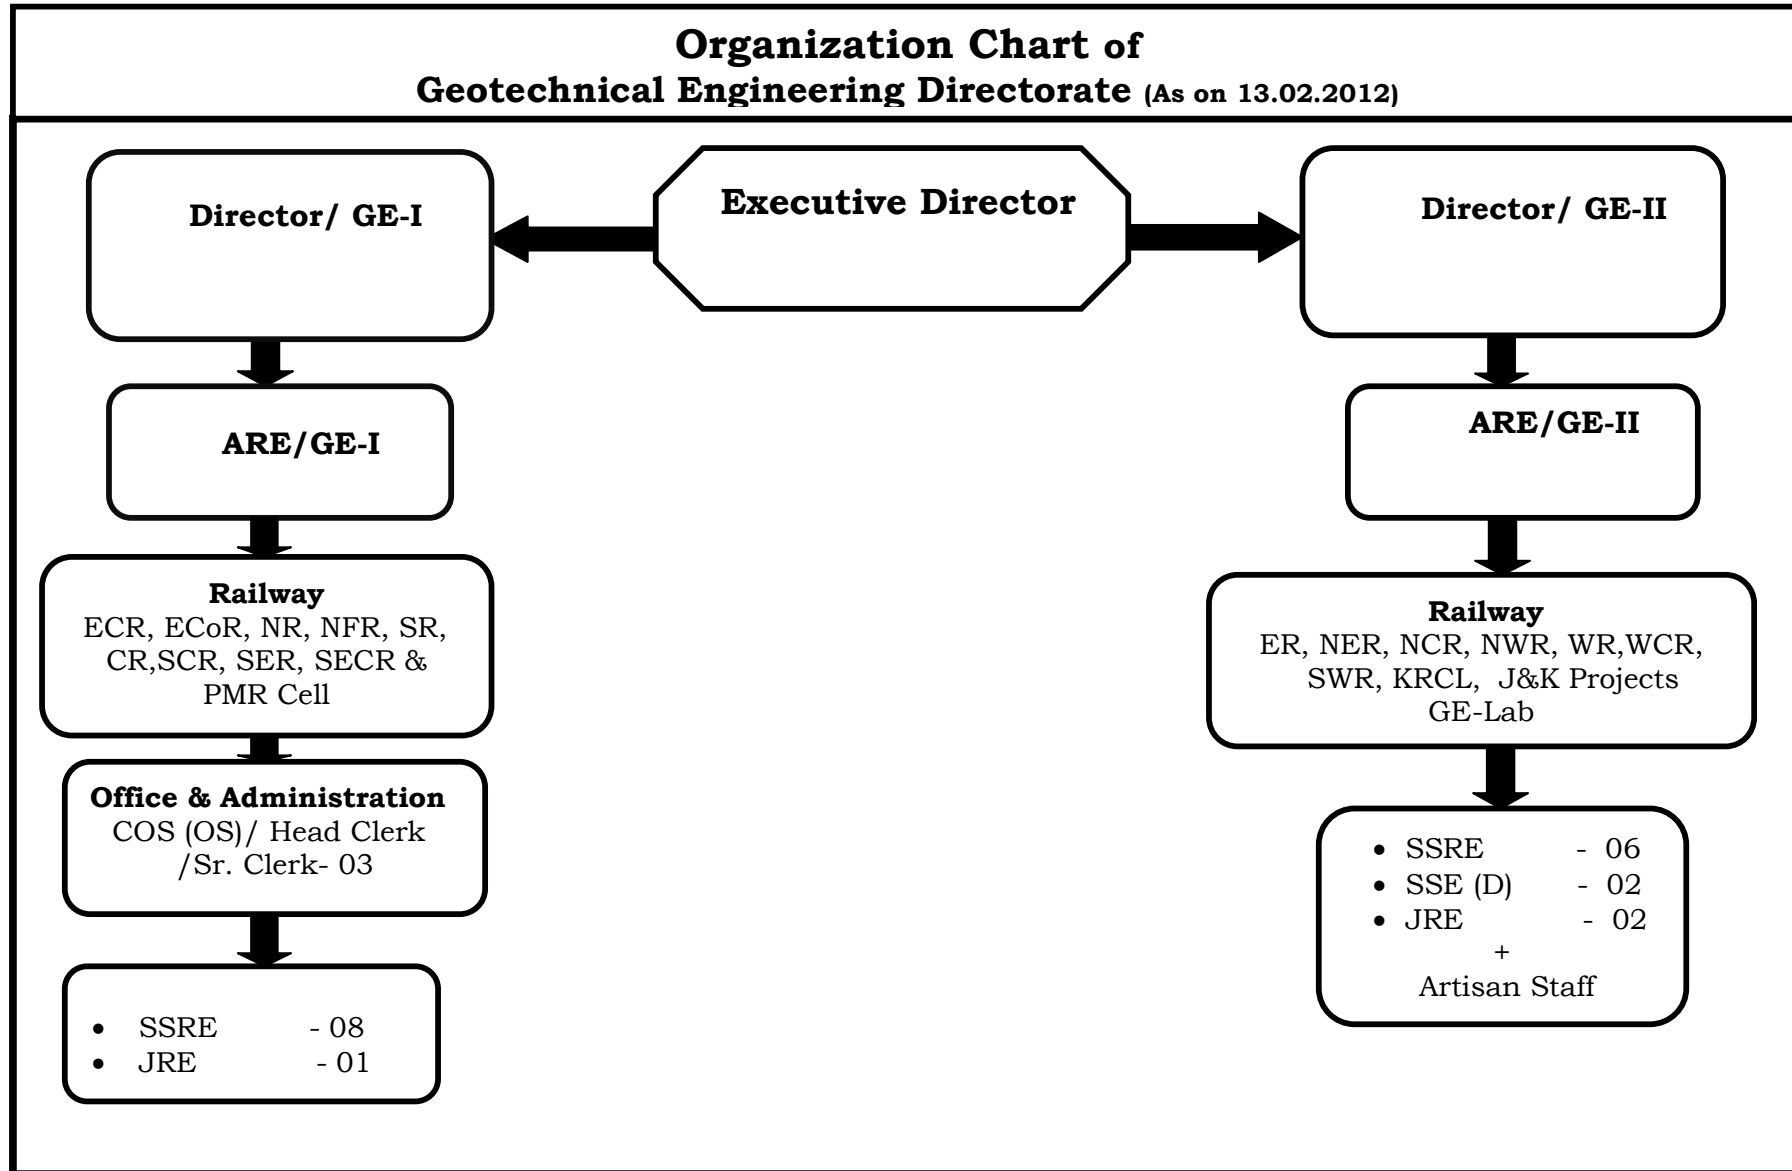 Organization Chart of
Geotechnical Engineering Directorate (As on 13.02.2012)
Executive Director
Director/ GE-I
ARE/GE-I
Railway
ECR, ECoR, NR, NFR, SR,
CR,SCR, SER, SECR &
PMR Cell
Office & Administration
COS (OS)/ Head Clerk
/Sr. Clerk- 03
• SSRE - 08
• JRE - 01
Director/ GE-II
ARE/GE-II
Railway
ER, NER, NCR, NWR, WR,WCR,
SWR, KRCL, J&K Projects
GE-Lab
• SSRE - 06
• SSE (D) - 02
• JRE - 02
+
Artisan Staff